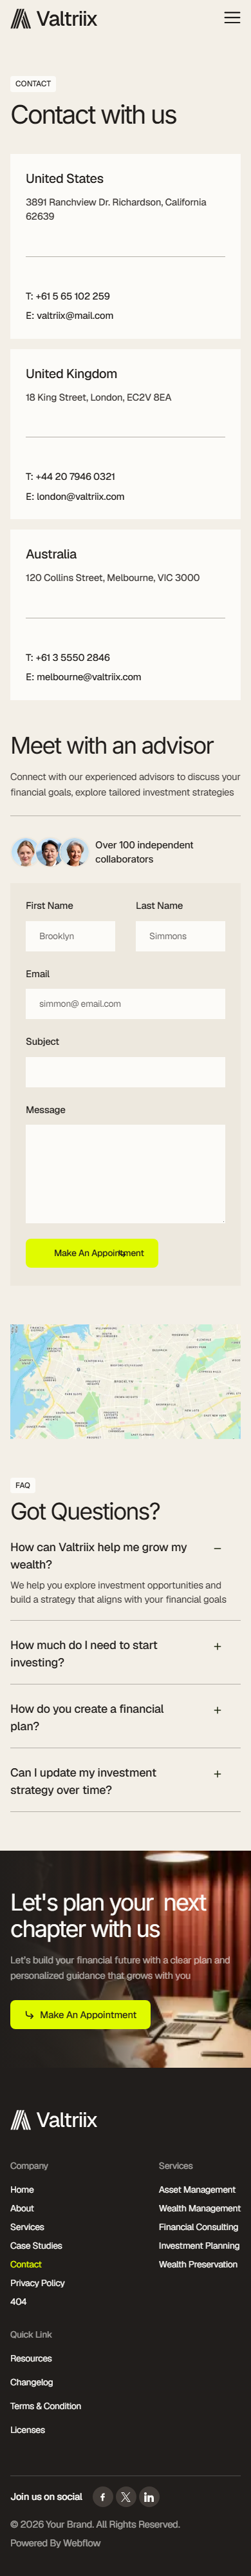 Valtriix
CONTACT
Contact with us
United States
3891 Ranchview Dr. Richardson, California
62639
T: +61 5 65 102 259
E: valtriix@mail.com
United Kingdom
18 King Street, London, EC2V 8EA
T: +44 20 7946 0321
E: london@valtriix.com
Australia
120 Collins Street, Melbourne, VIC 3000
T: +61 3 5550 2846
E: melbourne@valtriix.com
Meet with an advisor
Connect with our experienced advisors to discuss your
financial goals, explore tailored investment strategies
Over 100 independent
collaborators
First Name
Last Name
Brooklyn
Simmons
Email
simmon@ email.com
Subject
Message
Make An Appointment
FAQ
Got Questions?
How can Valtriix help me grow my
wealth?
We help you explore investment opportunities and
build a strategy that aligns with your financial goals
How much do I need to start
investing?
How do you create a financial
plan?
Can I update my investment
strategy over time?
Let's plan your next
chapter with us
Let's build your financial future with a clear plan and
personalized guidance that grows with you
Make An Appointment
Valtriix
Company
Home
About
Services
Case Studies
Contact
Privacy Policy
404
Services
Asset Management
Wealth Management
Financial Consulting
Investment Planning
Wealth Preservation
Quick Link
Resources
Changelog
Terms & Condition
Licenses
Join us on social
© 2026 Your Brand. All Rights Reserved.
Powered By Webflow